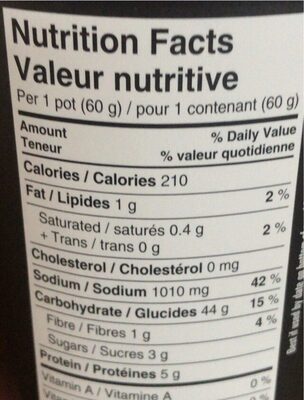 Nutrition Facts
Valeur nutritive
Per 1 pot (60 g) / pour 1 contenant (60 g)
Amount % Daily Value
Teneur % valeur quotidienne
Calories / Calories 210
Fat / Lipides 1 g 2 %
Saturated / saturés 0.4 g 2 %
+ Trans / trans 0 g
Cholesterol / Cholestérol 0 mg
Sodium / Sodium 1010 mg 42 %
Carbohydrate / Glucides 44 g 15 %
Fibre / Fibres 1 g 4 %
Sugars / Sucres 3 g
Protein / Protéines 5 g
Vitamin A / Vitamine A 0 %